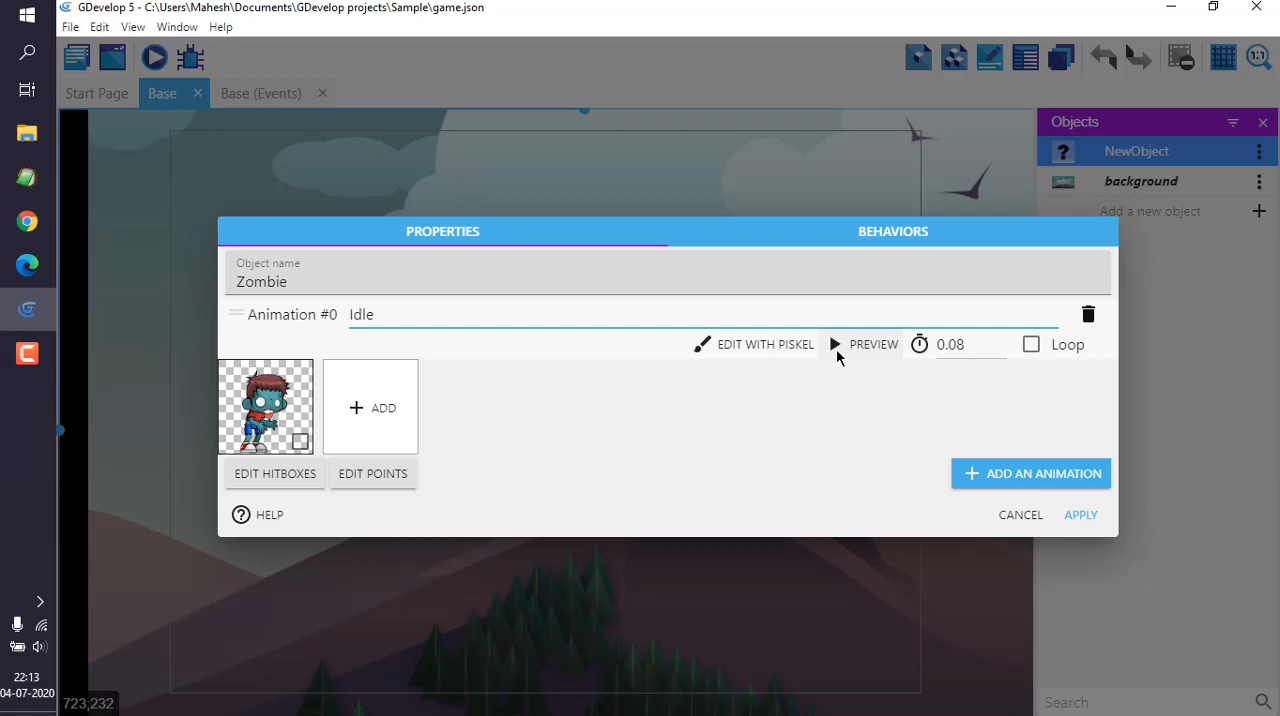 GDevelop 5 - C:\Users\Mahesh\Documents\GDevelop projects\Sample\game.json
File Edit View Window Help
1:1
Start Page Base × Base (Events) ×
Objects
? NewObject
background
Add a new object
PROPERTIES BEHAVIORS
Object name
Zombie
Animation #0 Idle
EDIT WITH PISKEL PREVIEW 0.08 Loop
+ ADD
EDIT HITBOXES EDIT POINTS + ADD AN ANIMATION
? HELP CANCEL APPLY
22:13
04-07-2020
723;232
Search